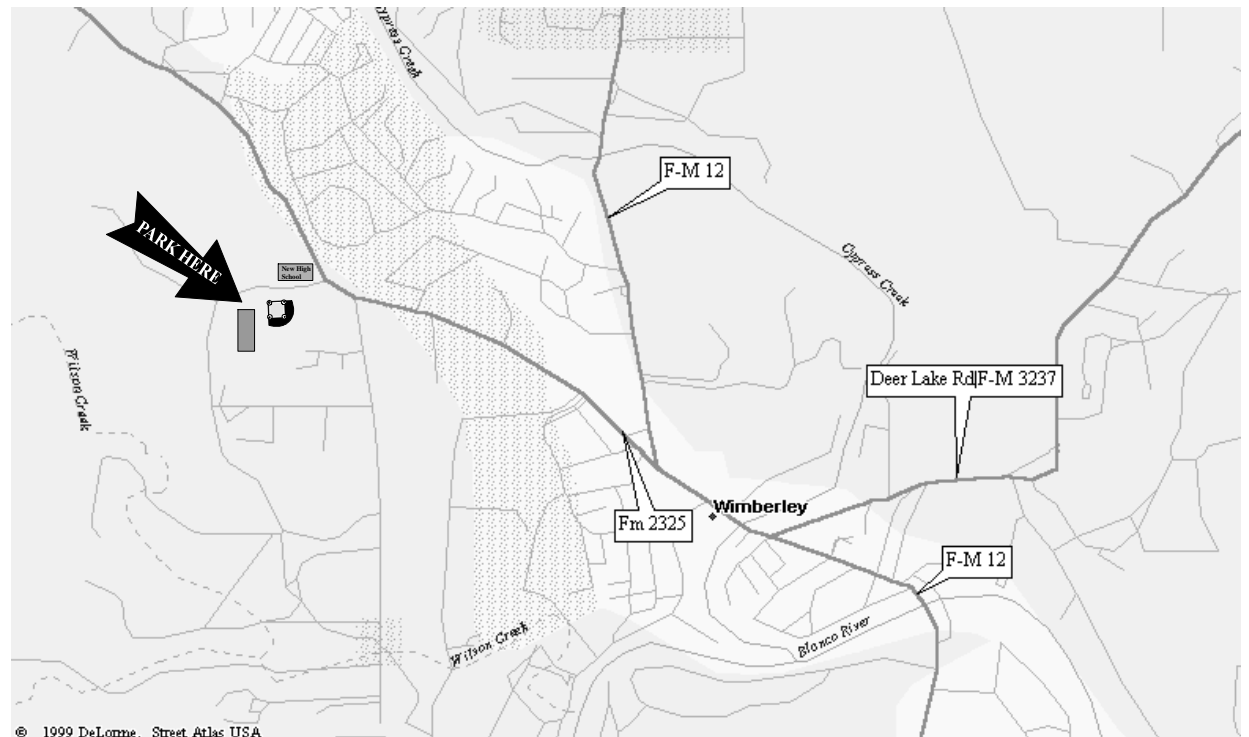 Cypress Creek
F-M 12
PARK HERE
New High
School
Cypress Creek
Wilson Creek
Deer Lake Rd|F-M 3237
Wimberley
Fm 2325
F-M 12
Blanco River
Wilson Creek
© 1999 DeLorme. Street Atlas USA